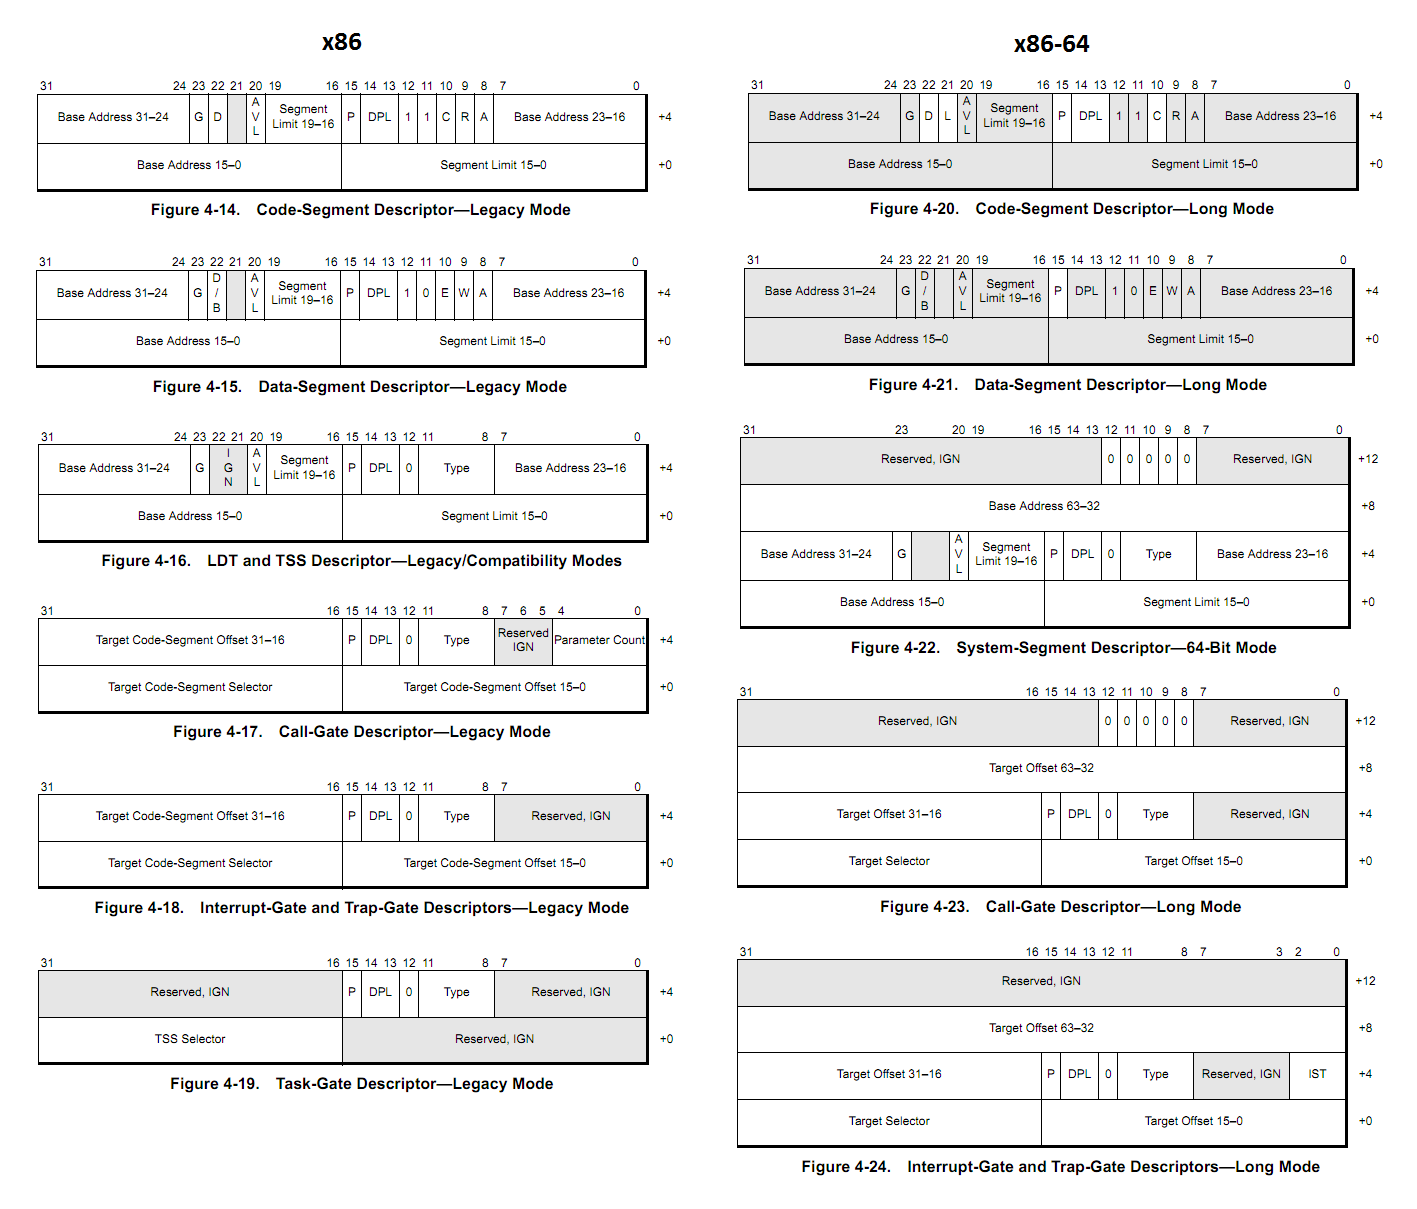 x86
31 24 23 22 21 20 19 16 15 14 13 12 11 10 9 8 7 0
Base Address 31–24 G D A V L Segment Limit 19–16 P DPL 1 1 C R A Base Address 23–16 +4
Base Address 15–0 Segment Limit 15–0 +0
Figure 4-14. Code-Segment Descriptor—Legacy Mode
31 24 23 22 21 20 19 16 15 14 13 12 11 10 9 8 7 0
Base Address 31–24 G D / B A V L Segment Limit 19–16 P DPL 1 0 E W A Base Address 23–16 +4
Base Address 15–0 Segment Limit 15–0 +0
Figure 4-15. Data-Segment Descriptor—Legacy Mode
31 24 23 22 21 20 19 16 15 14 13 12 11 8 7 0
Base Address 31–24 G I G N A V L Segment Limit 19–16 P DPL 0 Type Base Address 23–16 +4
Base Address 15–0 Segment Limit 15–0 +0
Figure 4-16. LDT and TSS Descriptor—Legacy/Compatibility Modes
31 16 15 14 13 12 11 8 7 6 5 4 0
Target Code-Segment Offset 31–16 P DPL 0 Type Reserved IGN Parameter Count +4
Target Code-Segment Selector Target Code-Segment Offset 15–0 +0
Figure 4-17. Call-Gate Descriptor—Legacy Mode
31 16 15 14 13 12 11 8 7 0
Target Code-Segment Offset 31–16 P DPL 0 Type Reserved, IGN +4
Target Code-Segment Selector Target Code-Segment Offset 15–0 +0
Figure 4-18. Interrupt-Gate and Trap-Gate Descriptors—Legacy Mode
31 16 15 14 13 12 11 8 7 0
Reserved, IGN P DPL 0 Type Reserved, IGN +4
TSS Selector Reserved, IGN +0
Figure 4-19. Task-Gate Descriptor—Legacy Mode
x86-64
31 24 23 22 21 20 19 16 15 14 13 12 11 10 9 8 7 0
Base Address 31–24 G D L A V L Segment Limit 19–16 P DPL 1 1 C R A Base Address 23–16 +4
Base Address 15–0 Segment Limit 15–0 +0
Figure 4-20. Code-Segment Descriptor—Long Mode
31 24 23 22 21 20 19 16 15 14 13 12 11 10 9 8 7 0
Base Address 31–24 G D / B A V L Segment Limit 19–16 P DPL 1 0 E W A Base Address 23–16 +4
Base Address 15–0 Segment Limit 15–0 +0
Figure 4-21. Data-Segment Descriptor—Long Mode
31 23 20 19 16 15 14 13 12 11 10 9 8 7 0
Reserved, IGN 0 0 0 0 0 Reserved, IGN +12
Base Address 63–32 +8
Base Address 31–24 G A V L Segment Limit 19–16 P DPL 0 Type Base Address 23–16 +4
Base Address 15–0 Segment Limit 15–0 +0
Figure 4-22. System-Segment Descriptor—64-Bit Mode
31 16 15 14 13 12 11 10 9 8 7 0
Reserved, IGN 0 0 0 0 0 Reserved, IGN +12
Target Offset 63–32 +8
Target Offset 31–16 P DPL 0 Type Reserved, IGN +4
Target Selector Target Offset 15–0 +0
Figure 4-23. Call-Gate Descriptor—Long Mode
31 16 15 14 13 12 11 8 7 3 2 0
Reserved, IGN +12
Target Offset 63–32 +8
Target Offset 31–16 P DPL 0 Type Reserved, IGN IST +4
Target Selector Target Offset 15–0 +0
Figure 4-24. Interrupt-Gate and Trap-Gate Descriptors—Long Mode